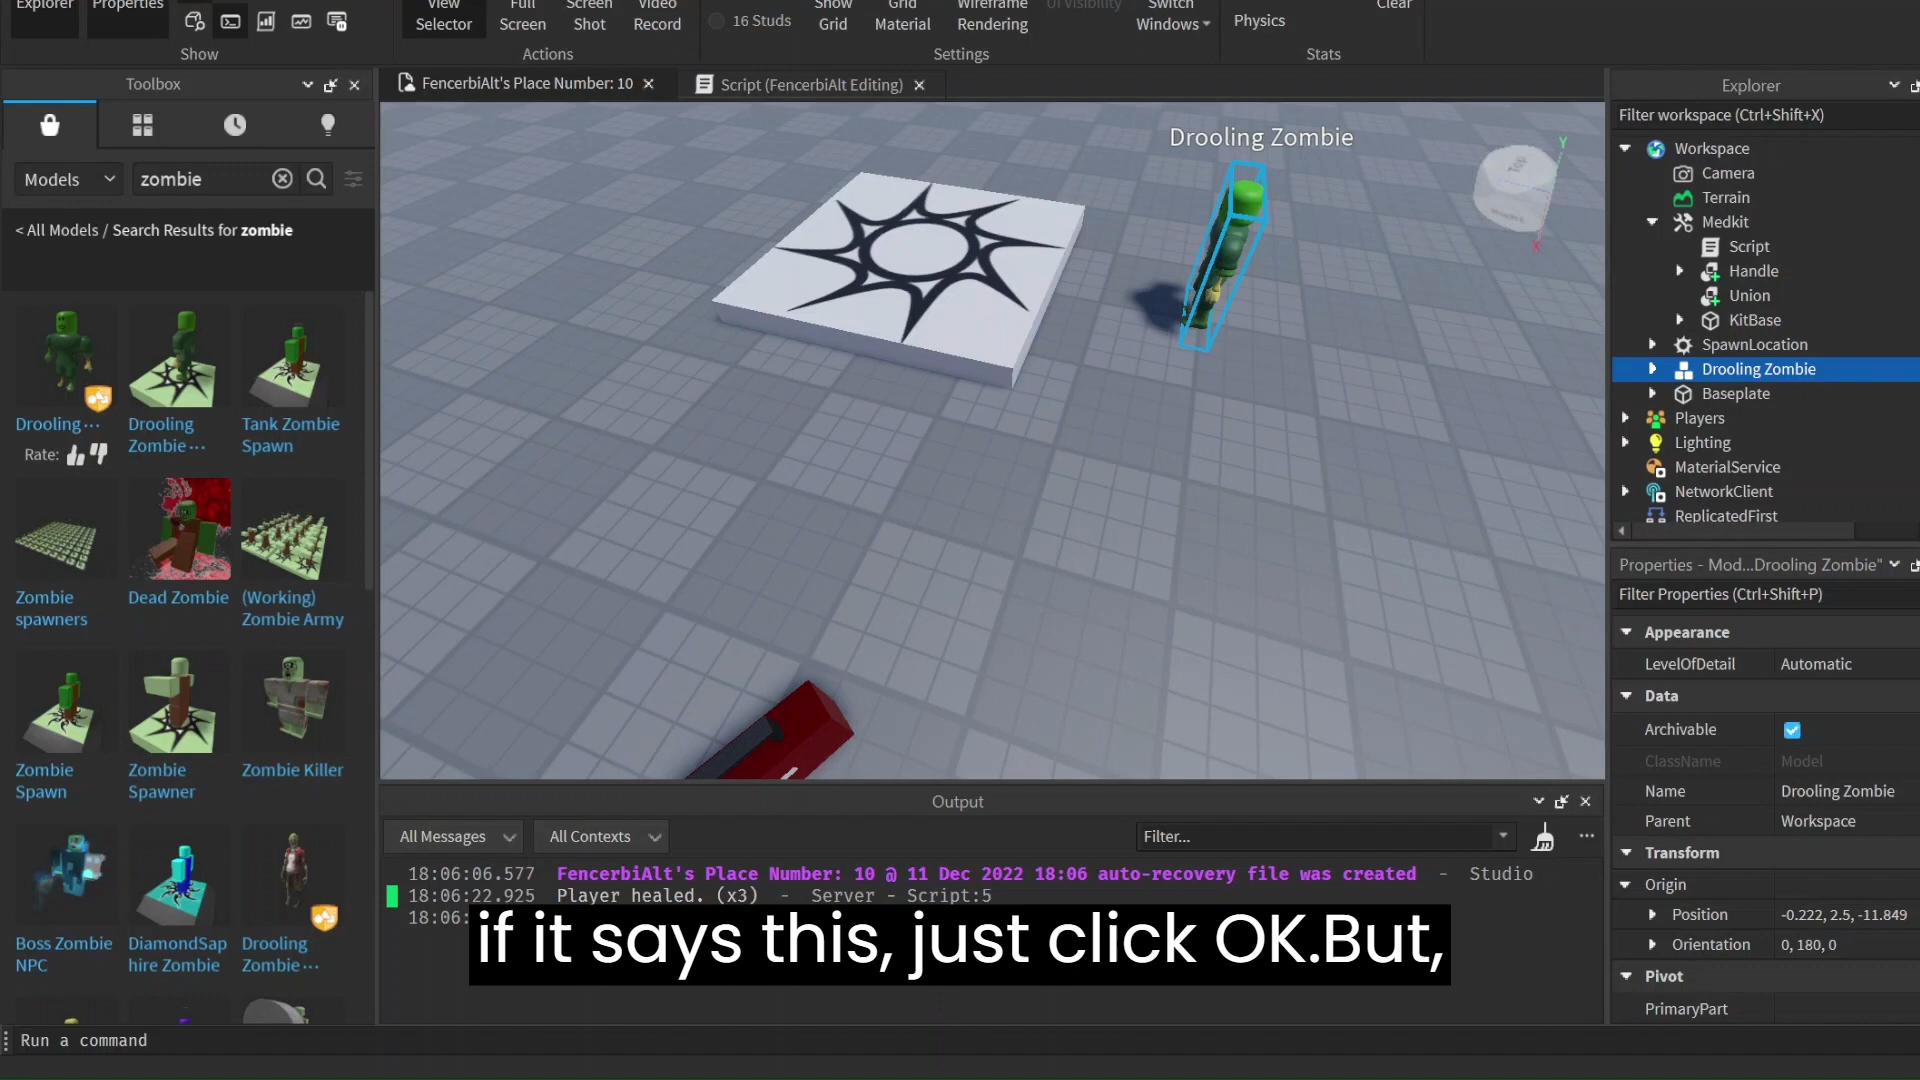 Explorer
Properties
Show
View
Selector
Full
Screen
Screen
Shot
Video
Record
Actions
16 Studs
Show
Grid
Grid
Material
Wireframe
Rendering
UI Visibility
Switch
Windows
Settings
Physics
Clear
Stats
Toolbox
Models
zombie
< All Models / Search Results for zombie
Drooling ...
Rate:
Drooling
Zombie ...
Tank Zombie
Spawn
Zombie
spawners
Dead Zombie
(Working)
Zombie Army
Zombie
Spawn
Zombie
Spawner
Zombie Killer
Boss Zombie
NPC
DiamondSap
hire Zombie
Drooling
Zombie ...
FencerbiAlt's Place Number: 10
Script (FencerbiAlt Editing)
Drooling Zombie
Y
X
Output
All Messages
All Contexts
Filter...
18:06:06.577 FencerbiAlt's Place Number: 10 @ 11 Dec 2022 18:06 auto-recovery file was created - Studio
18:06:22.925 Player healed. (x3) - Server - Script:5
18:06:
if it says this, just click OK.But,
Run a command
Explorer
Filter workspace (Ctrl+Shift+X)
Workspace
Camera
Terrain
Medkit
Script
Handle
Union
KitBase
SpawnLocation
Drooling Zombie
Baseplate
Players
Lighting
MaterialService
NetworkClient
ReplicatedFirst
Properties - Mod...Drooling Zombie"
Filter Properties (Ctrl+Shift+P)
Appearance
LevelOfDetail Automatic
Data
Archivable
ClassName Model
Name Drooling Zombie
Parent Workspace
Transform
Origin
Position -0.222, 2.5, -11.849
Orientation 0, 180, 0
Pivot
PrimaryPart